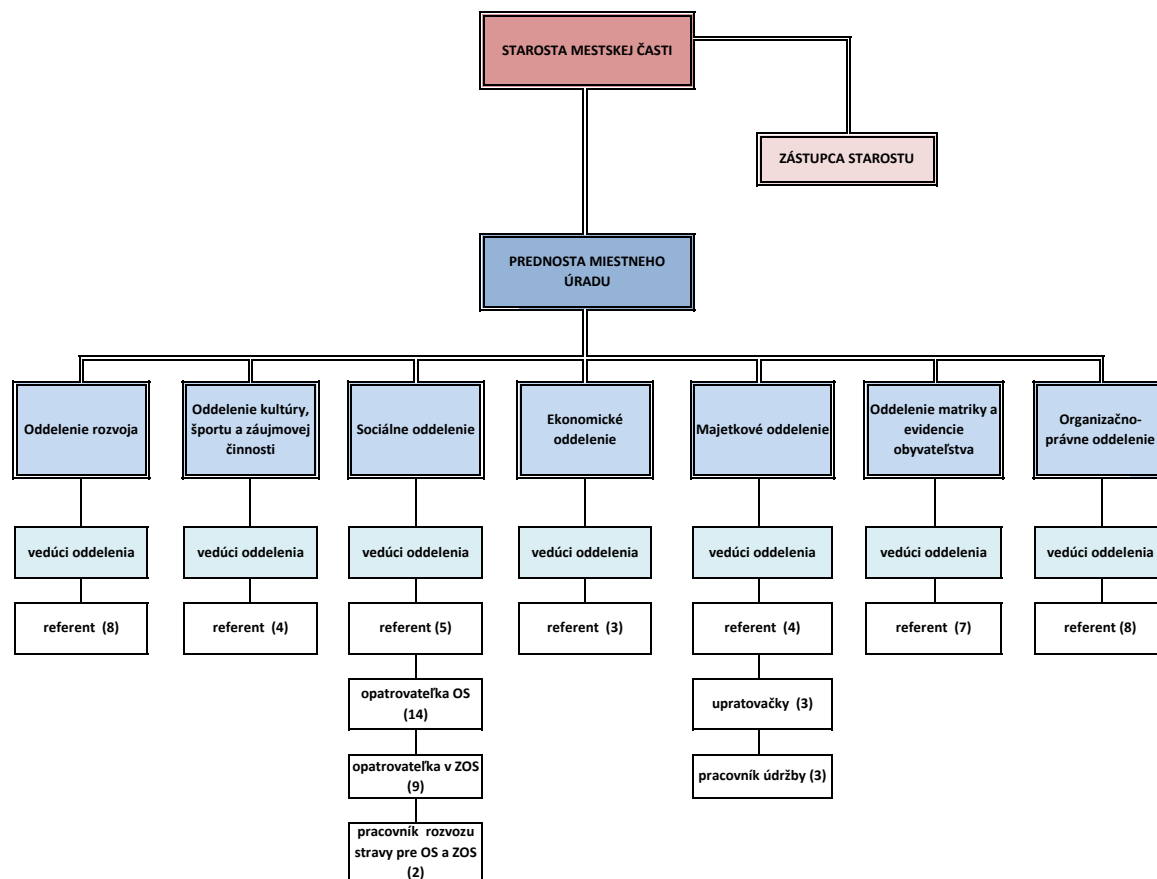 STAROSTA MESTSKEJ ČASTI
ZÁSTUPCA STAROSTU
PREDNOSTA MIESTNEHO
ÚRADU
Oddelenie rozvoja
Oddelenie kultúry,
športu a záujmovej
činnosti
Sociálne oddelenie
Ekonomické
oddelenie
Majetkové oddelenie
Oddelenie matriky a
evidencie
obyvateľstva
Organizačno-
právne oddelenie
vedúci oddelenia
vedúci oddelenia
vedúci oddelenia
vedúci oddelenia
vedúci oddelenia
vedúci oddelenia
vedúci oddelenia
referent (8)
referent (4)
referent (5)
referent (3)
referent (4)
referent (7)
referent (8)
opatrovateľka OS
(14)
upratovačky (3)
opatrovateľka v ZOS
(9)
pracovník údržby (3)
pracovník rozvozu
stravy pre OS a ZOS
(2)